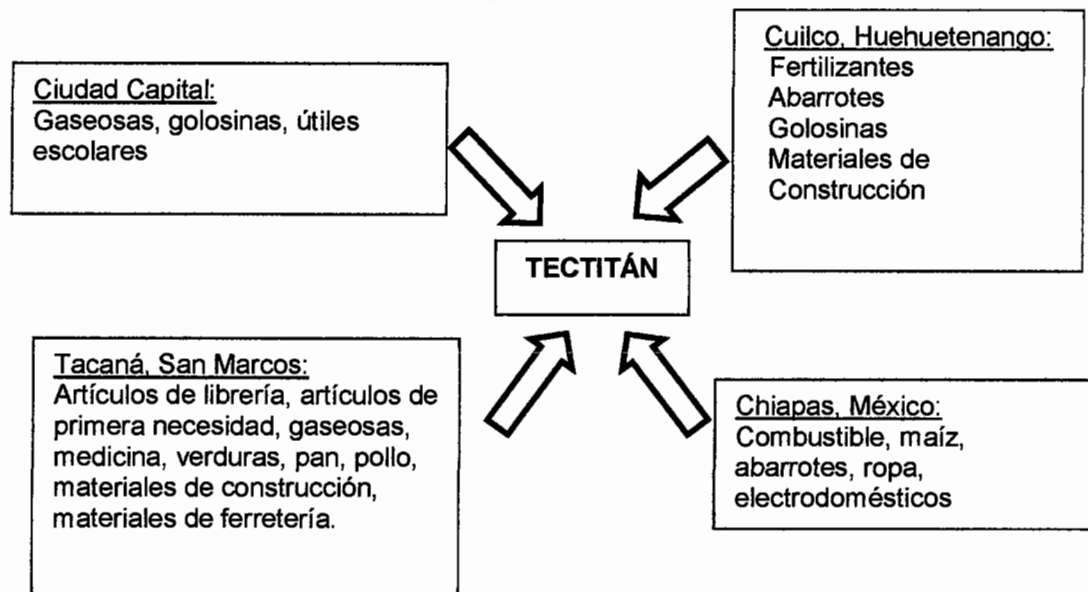 Ciudad Capital:
Gaseosas, golosinas, útiles
escolares
Cuilco, Huehuetenango:
Fertilizantes
Abarrotes
Golosinas
Materiales de
Construcción
TECTITÁN
Tacaná, San Marcos:
Artículos de librería, artículos de
primera necesidad, gaseosas,
medicina, verduras, pan, pollo,
materiales de construcción,
materiales de ferretería.
Chiapas, México:
Combustible, maíz,
abarrotes, ropa,
electrodomésticos